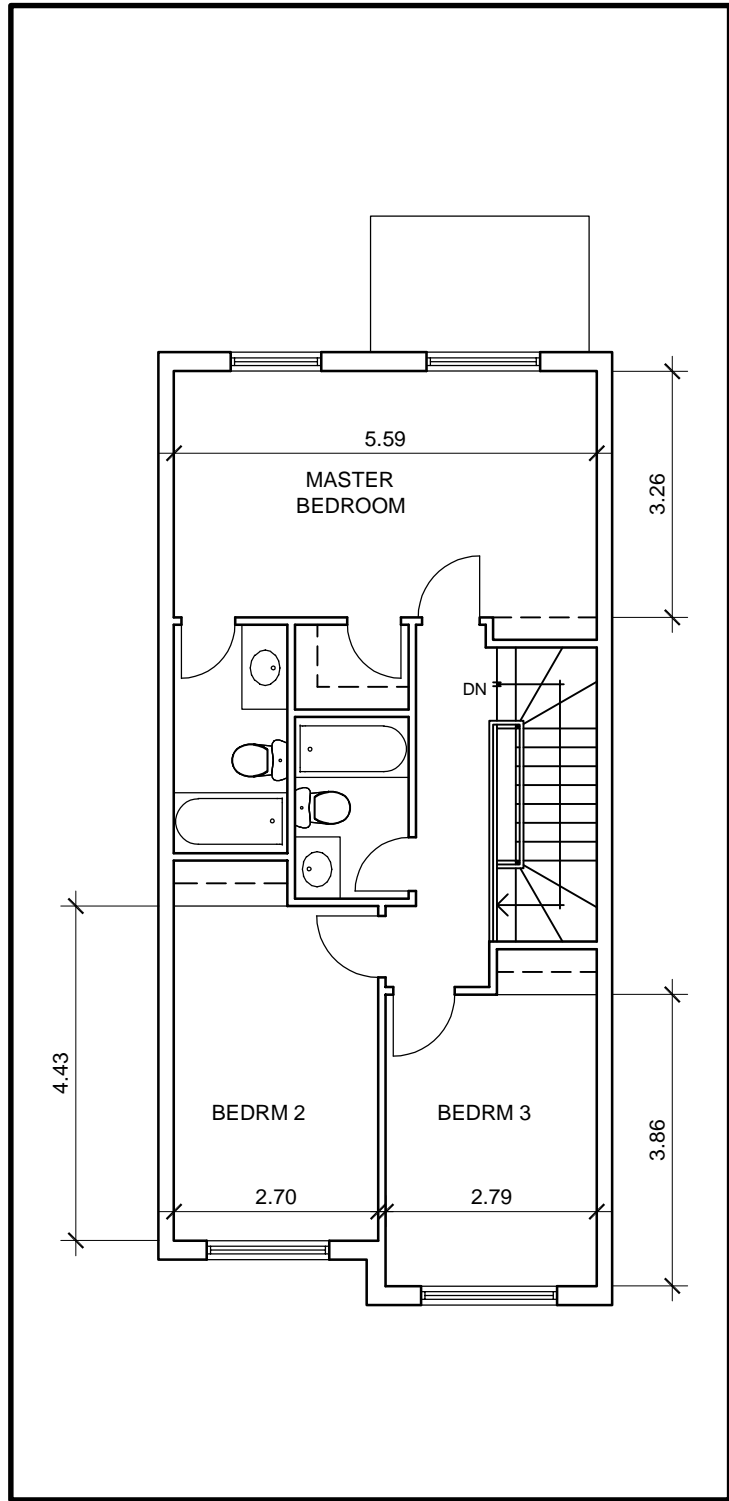 5.59
MASTER
BEDROOM
3.26
DN
4.43
BEDRM 2
BEDRM 3
3.86
2.70
2.79